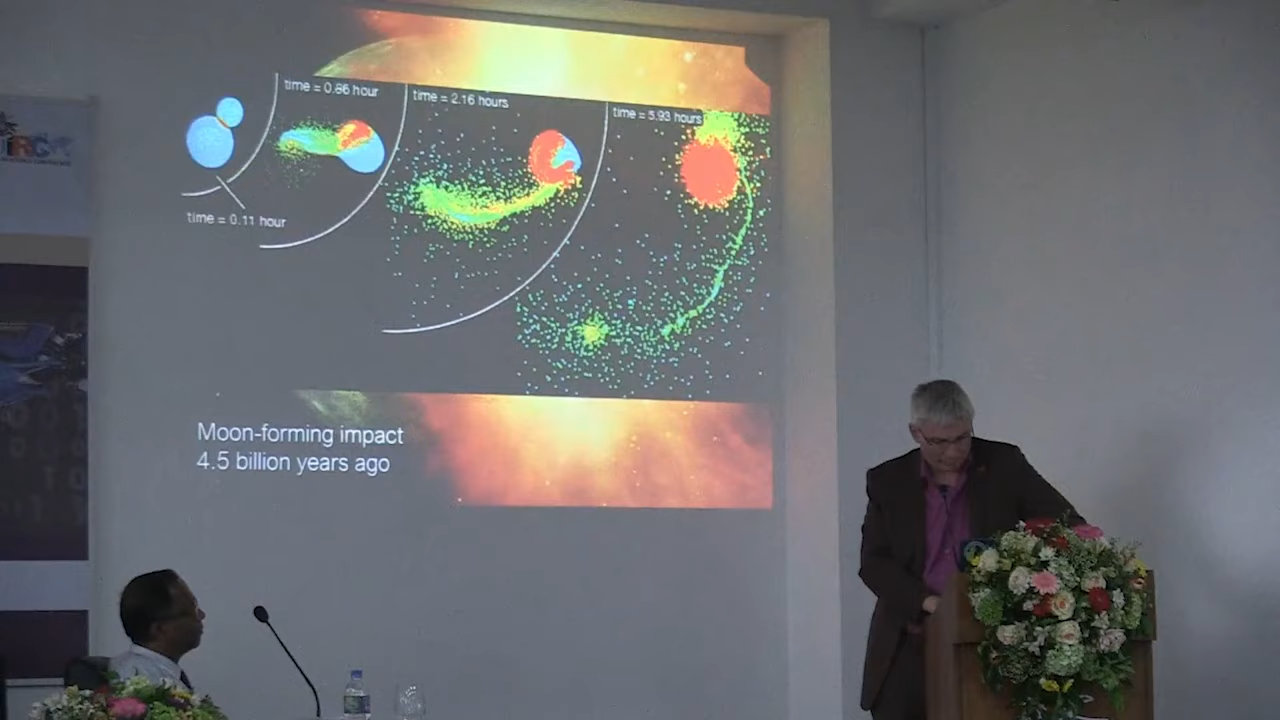 time = 0.86 hour
time = 2.16 hours
time = 5.93 hours
time = 0.11 hour
Moon-forming impact
4.5 billion years ago
IRC